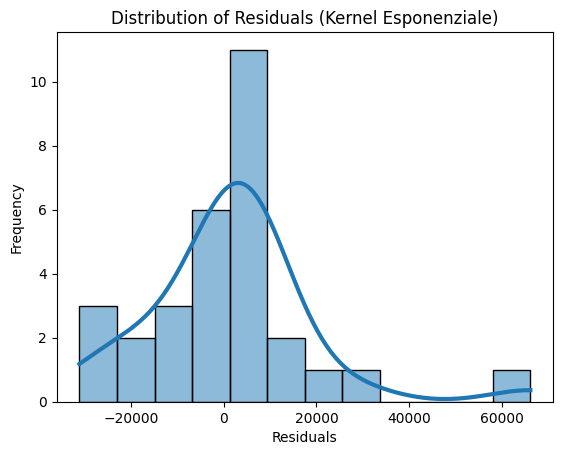 Distribution of Residuals (Kernel Esponenziale)
10
8
6
4
2
0
Frequency
−20000 0 20000 40000 60000
Residuals